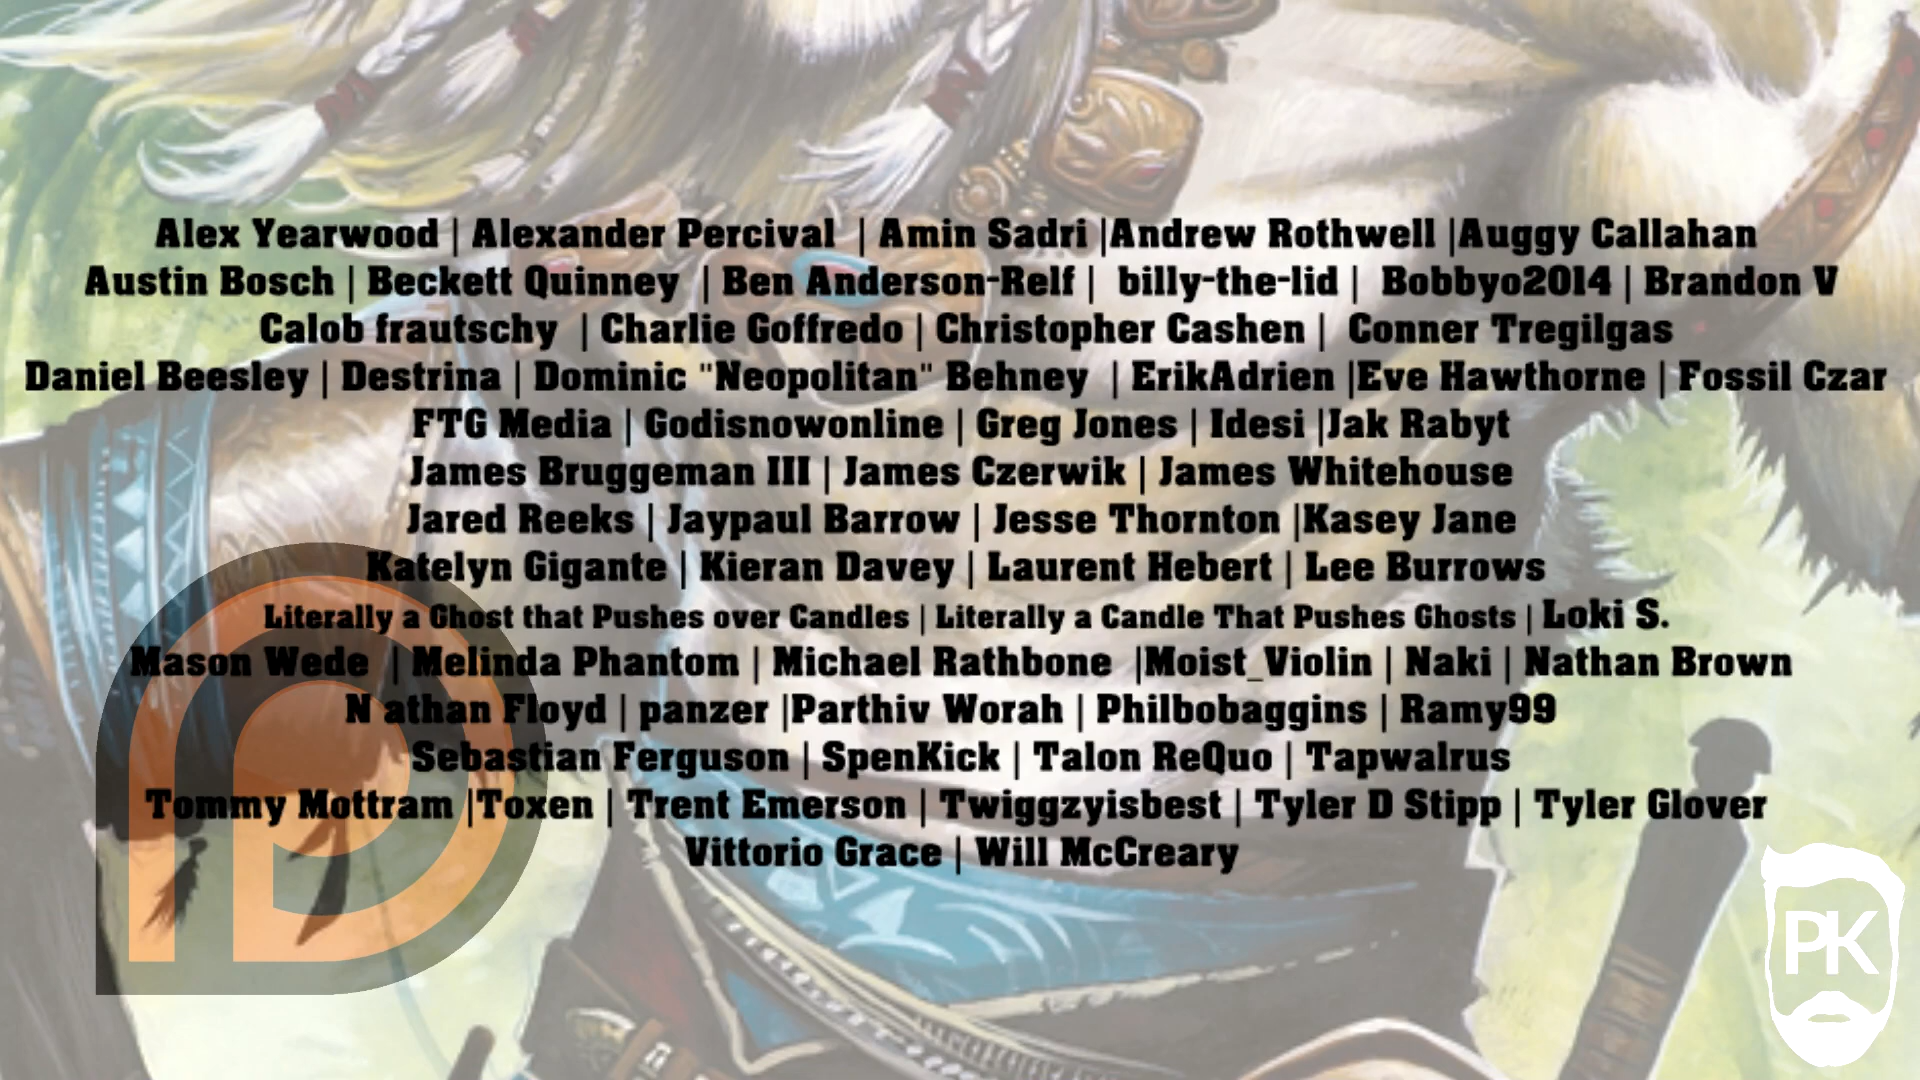 Alex Yearwood | Alexander Percival | Amin Sadri |Andrew Rothwell |Auggy Callahan
Austin Bosch | Beckett Quinney | Ben Anderson-Relf | billy-the-lid | Bobbyo2014 | Brandon V
Calob frautschy | Charlie Goffredo | Christopher Cashen | Conner Tregilgas
Daniel Beesley | Destrina | Dominic "Neopolitan" Behney | ErikAdrien |Eve Hawthorne | Fossil Czar
FTG Media | Godisnowonline | Greg Jones | Idesi |Jak Rabyt
James Bruggeman III | James Czerwik | James Whitehouse
Jared Reeks | Jaypaul Barrow | Jesse Thornton |Kasey Jane
Katelyn Gigante | Kieran Davey | Laurent Hebert | Lee Burrows
Literally a Ghost that Pushes over Candles | Literally a Candle That Pushes Ghosts | Loki S.
Mason Wede | Melinda Phantom | Michael Rathbone |Moist_Violin | Naki | Nathan Brown
N athan Floyd | panzer |Parthiv Worah | Philbobaggins | Ramy99
Sebastian Ferguson | SpenKick | Talon ReQuo | Tapwalrus
Tommy Mottram |Toxen | Trent Emerson | Twiggzyisbest | Tyler D Stipp | Tyler Glover
Vittorio Grace | Will McCreary
PK